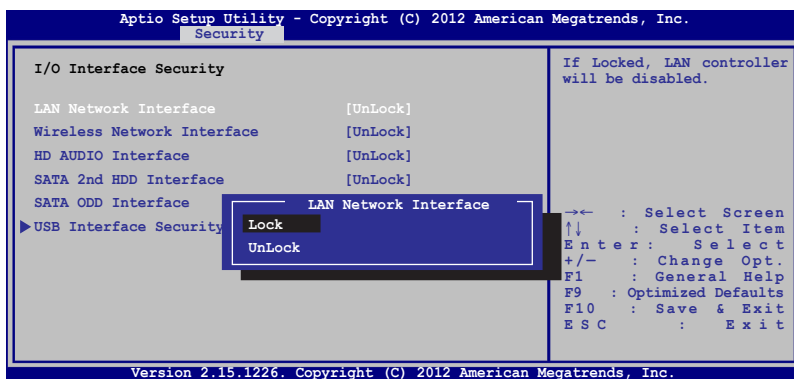 Aptio Setup Utility - Copyright (C) 2012 American Megatrends, Inc.
Security
I/O Interface Security
LAN Network Interface [UnLock]
Wireless Network Interface [UnLock]
HD AUDIO Interface [UnLock]
SATA 2nd HDD Interface [UnLock]
SATA ODD Interface
USB Interface Security
LAN Network Interface
Lock
UnLock
If Locked, LAN controller
will be disabled.
→← : Select Screen
↑↓ : Select Item
Enter: Select
+/— : Change Opt.
F1 : General Help
F9 : Optimized Defaults
F10 : Save & Exit
ESC : Exit
Version 2.15.1226. Copyright (C) 2012 American Megatrends, Inc.